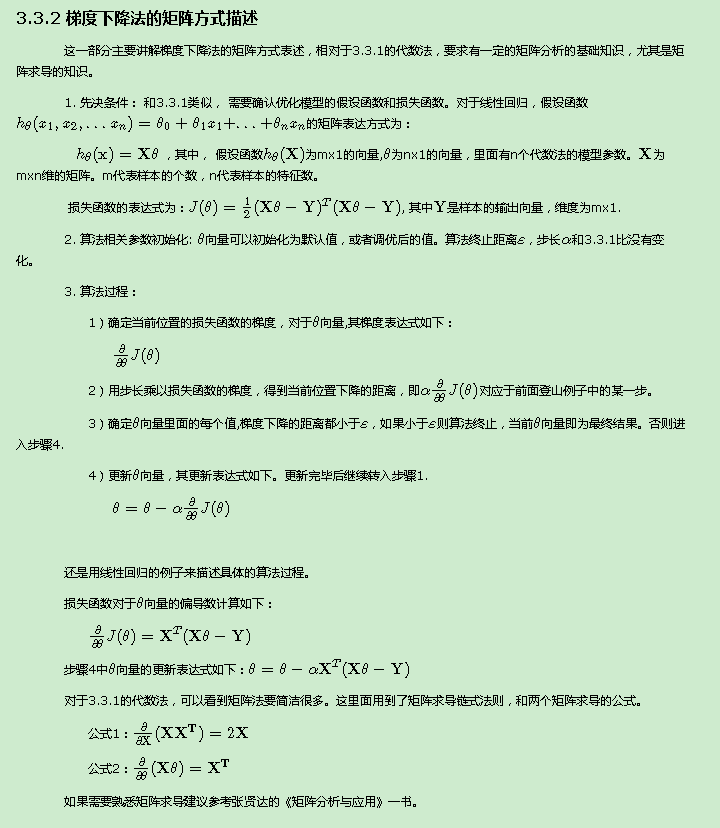 3.3.2 梯度下降法的矩阵方式描述
这一部分主要讲解梯度下降法的矩阵方式表述，相对于3.3.1的代数法，要求有一定的矩阵分析的基础知识，尤其是矩
阵求导的知识。
1. 先决条件： 和3.3.1类似， 需要确认优化模型的假设函数和损失函数。对于线性回归，假设函数
hθ(x1, x2, ... xn) = θ0 + θ1x1+...+θnxn的矩阵表达方式为：
hθ(x) = Xθ ，其中， 假设函数hθ(X)为mx1的向量,θ为nx1的向量，里面有n个代数法的模型参数。X为
mxn维的矩阵。m代表样本的个数，n代表样本的特征数。
损失函数的表达式为：J(θ) = 1/2(Xθ − Y)^T(Xθ − Y), 其中Y是样本的输出向量，维度为mx1.
2. 算法相关参数初始化: θ向量可以初始化为默认值，或者调优后的值。算法终止距离ε，步长α和3.3.1比没有变
化。
3. 算法过程：
1）确定当前位置的损失函数的梯度，对于θ向量,其梯度表达式如下：
∂/∂θ J(θ)
2）用步长乘以损失函数的梯度，得到当前位置下降的距离，即α ∂/∂θ J(θ)对应于前面登山例子中的某一步。
3）确定θ向量里面的每个值,梯度下降的距离都小于ε，如果小于ε则算法终止，当前θ向量即为最终结果。否则进
入步骤4.
4）更新θ向量，其更新表达式如下。更新完毕后继续转入步骤1.
θ = θ − α ∂/∂θ J(θ)
还是用线性回归的例子来描述具体的算法过程。
损失函数对于θ向量的偏导数计算如下：
∂/∂θ J(θ) = X^T(Xθ − Y)
步骤4中θ向量的更新表达式如下：θ = θ − αX^T(Xθ − Y)
对于3.3.1的代数法，可以看到矩阵法要简洁很多。这里面用到了矩阵求导链式法则，和两个矩阵求导的公式。
公式1：∂/∂X (XX^T) = 2X
公式2：∂/∂θ (Xθ) = X^T
如果需要熟悉矩阵求导建议参考张贤达的《矩阵分析与应用》一书。